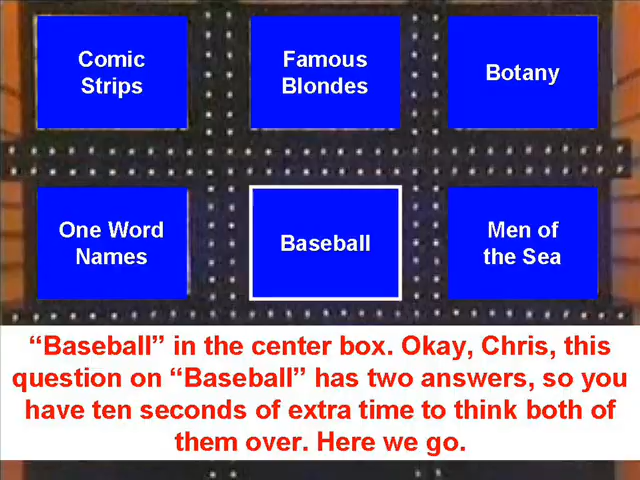 Comic
Strips
Famous
Blondes
Botany
One Word
Names
Baseball
Men of
the Sea
“Baseball” in the center box. Okay, Chris, this
question on “Baseball” has two answers, so you
have ten seconds of extra time to think both of
them over. Here we go.